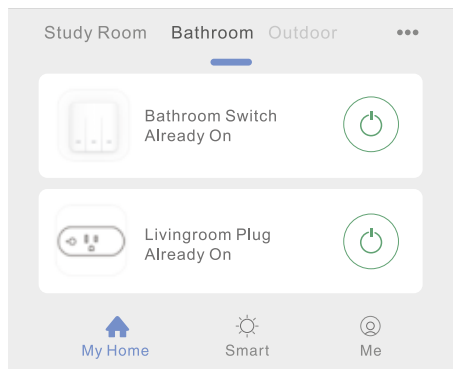 Study Room Bathroom Outdoor
Bathroom Switch
Already On
Livingroom Plug
Already On
My Home Smart Me